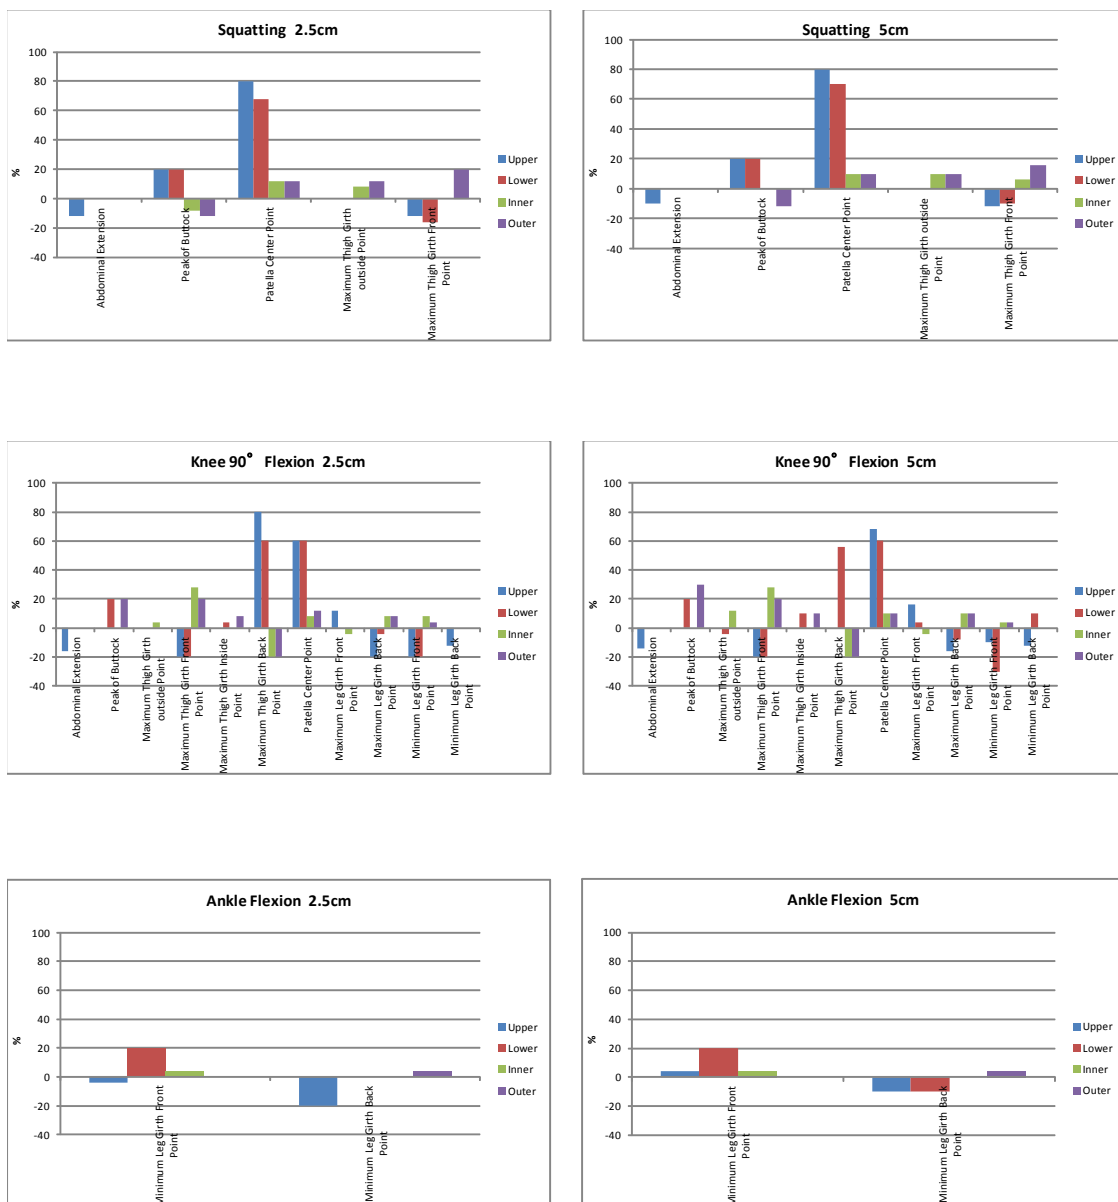 Squatting 2.5cm
100
80
60
40
20
0
-20
-40
%
Abdominal Extension
Peak of Buttock
Patella Center Point
Maximum Thigh Girth
outside Point
Maximum Thigh Girth Front
Point
Upper
Lower
Inner
Outer
Squatting 5cm
100
80
60
40
20
0
-20
-40
%
Abdominal Extension
Peak of Buttock
Patella Center Point
Maximum Thigh Girth outside
Point
Maximum Thigh Girth Front
Point
Upper
Lower
Inner
Outer
Knee 90° Flexion 2.5cm
100
80
60
40
20
0
-20
-40
%
Abdominal Extension
Peak of Buttock
Maximum Thigh Girth
outside Point
Maximum Thigh Girth Front
Point
Maximum Thigh Girth Inside
Point
Maximum Thigh Girth Back
Point
Patella Center Point
Maximum Leg Girth Front
Point
Maximum Leg Girth Back
Point
Minimum Leg Girth Front
Point
Minimum Leg Girth Back
Point
Upper
Lower
Inner
Outer
Knee 90° Flexion 5cm
100
80
60
40
20
0
-20
-40
%
Abdominal Extension
Peak of Buttock
Maximum Thigh Girth
outside Point
Maximum Thigh Girth Front
Point
Maximum Thigh Girth Inside
Point
Maximum Thigh Girth Back
Point
Patella Center Point
Maximum Leg Girth Front
Point
Maximum Leg Girth Back
Point
Minimum Leg Girth Front
Point
Minimum Leg Girth Back
Point
Upper
Lower
Inner
Outer
Ankle Flexion 2.5cm
100
80
60
40
20
0
-20
-40
%
Minimum Leg Girth Front
Point
Minimum Leg Girth Back
Point
Upper
Lower
Inner
Outer
Ankle Flexion 5cm
100
80
60
40
20
0
-20
-40
%
Minimum Leg Girth Front
Point
Minimum Leg Girth Back
Point
Upper
Lower
Inner
Outer